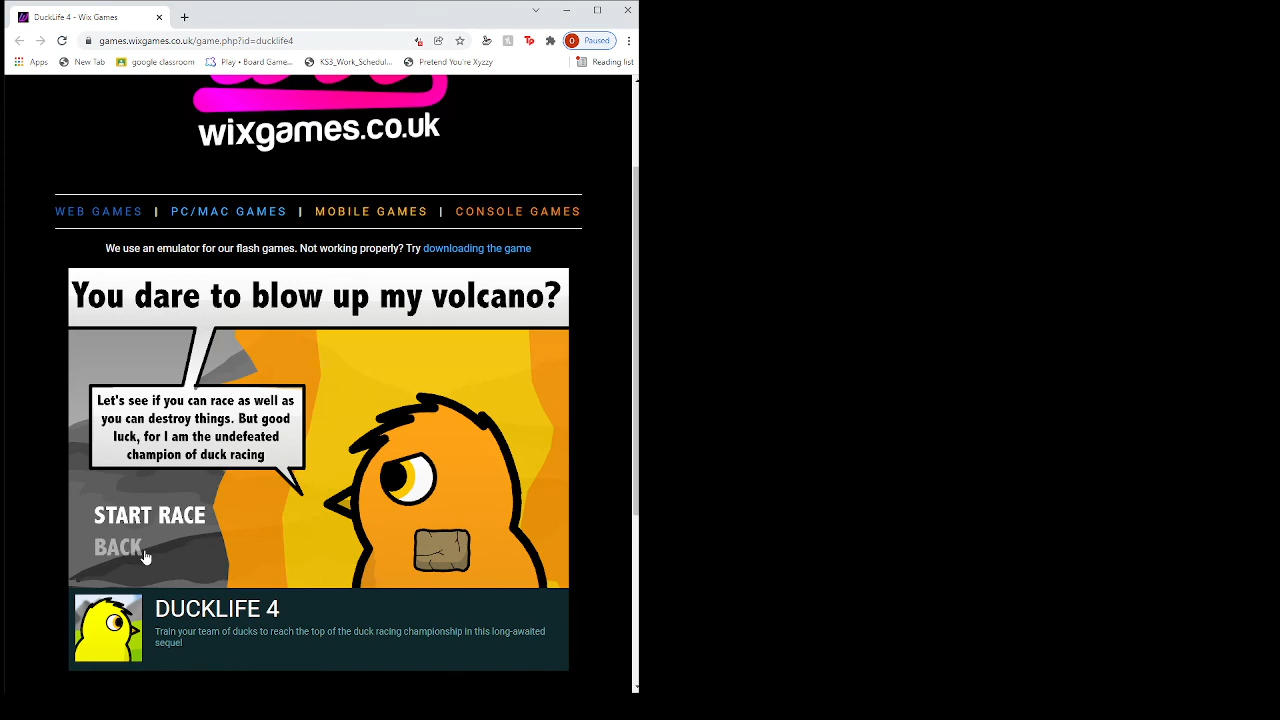 DuckLife 4 - Wix Games
games.wixgames.co.uk/game.php?id=ducklife4
Paused
Apps New Tab google classroom Play • Board Game... KS3_Work_Schedul... Pretend You're Xyzzy Reading list
wixgames.co.uk
WEB GAMES | PC/MAC GAMES | MOBILE GAMES | CONSOLE GAMES
We use an emulator for our flash games. Not working properly? Try downloading the game
You dare to blow up my volcano?
Let's see if you can race as well as
you can destroy things. But good
luck, for I am the undefeated
champion of duck racing
START RACE
BACK
DUCKLIFE 4
Train your team of ducks to reach the top of the duck racing championship in this long-awaited
sequel